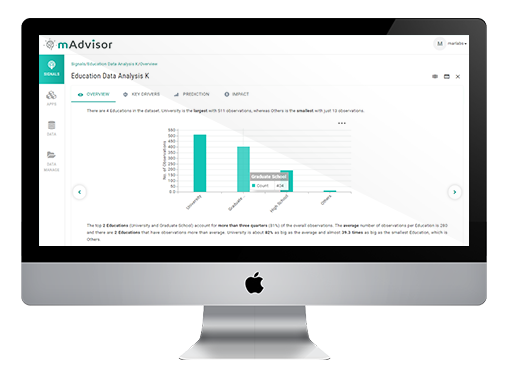 mAdvisor
M marlabs
Signals/Education Data Analysis K/Overview
Education Data Analysis K
SIGNALS
APPS
DATA
DATA MANAGER
OVERVIEW KEY DRIVERS PREDICTION IMPACT
There are 4 Educations in the dataset. University is the largest with 511 observations, whereas Others is the smallest with just 13 observations.
No. of Observations
550
500
450
400
350
300
250
200
150
100
50
0
Graduate School
Count 404
University
Graduate ...
High School
Others
The top 2 Educations (University and Graduate School) account for more than three quarters (81%) of the overall observations. The average number of observations per Education is 280
and there are 2 Educations that have observations more than average. University is about 82% as big as the average and almost 39.3 times as big as the smallest Education, which is
Others.